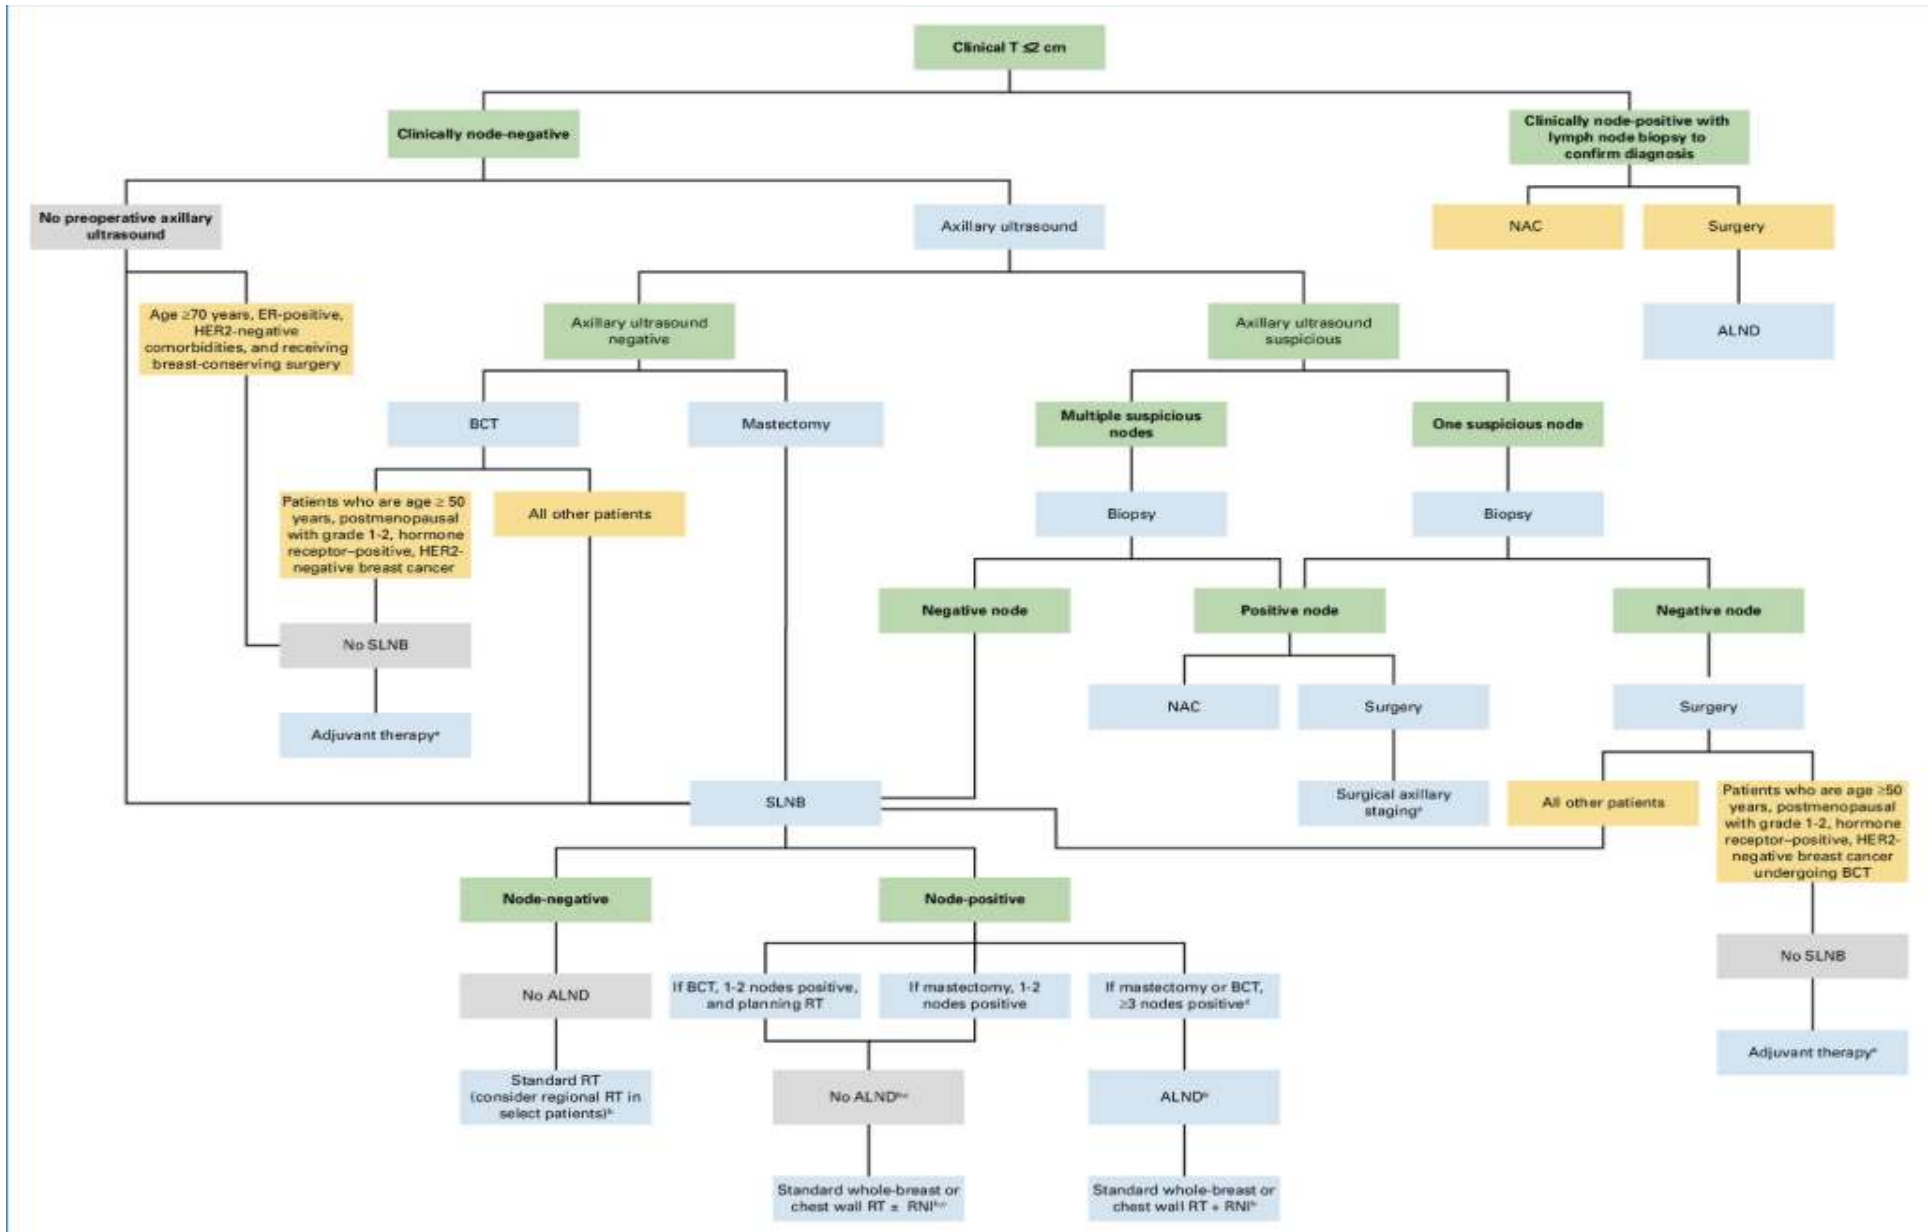 Clinical T ≤2 cm
Clinically node-negative
Clinically node-positive with
lymph node biopsy to
confirm diagnosis
No preoperative axillary
ultrasound
Axillary ultrasound
NAC
Surgery
Age ≥70 years, ER-positive,
HER2-negative
comorbidities, and receiving
breast-conserving surgery
Axillary ultrasound
negative
Axillary ultrasound
suspicious
ALND
BCT
Mastectomy
Multiple suspicious
nodes
One suspicious node
Patients who are age ≥ 50
years, postmenopausal
with grade 1-2, hormone
receptor–positive, HER2-
negative breast cancer
All other patients
Biopsy
Biopsy
No SLNB
Negative node
Positive node
Negative node
Adjuvant therapy
NAC
Surgery
Surgery
SLNB
Surgical axillary
staging
All other patients
Patients who are age ≥50
years, postmenopausal
with grade 1-2, hormone
receptor–positive, HER2-
negative breast cancer
undergoing BCT
Node-negative
Node-positive
No SLNB
No ALND
If BCT, 1-2 nodes positive,
and planning RT
If mastectomy, 1-2
nodes positive
If mastectomy or BCT,
≥3 nodes positive
Adjuvant therapy
Standard RT
(consider regional RT in
select patients)
No ALND
ALND
Standard whole-breast or
chest wall RT ± RNI
Standard whole-breast or
chest wall RT + RNI